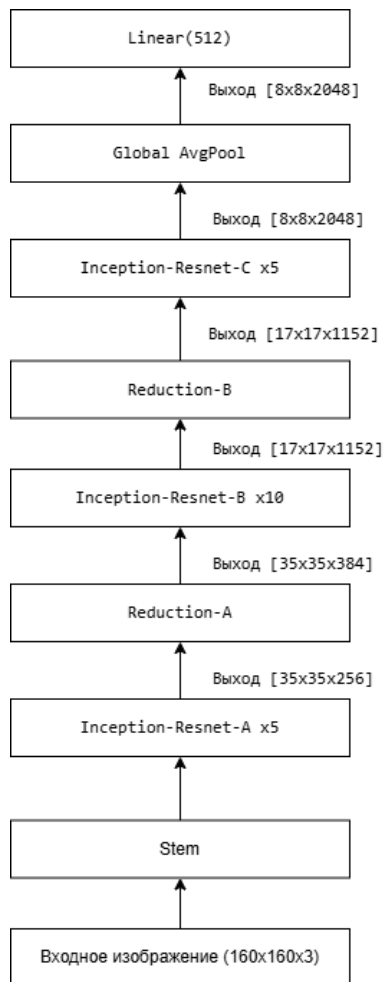 Linear(512)
Выход [8x8x2048]
Global AvgPool
Выход [8x8x2048]
Inception-Resnet-C x5
Выход [17x17x1152]
Reduction-B
Выход [17x17x1152]
Inception-Resnet-B x10
Выход [35x35x384]
Reduction-A
Выход [35x35x256]
Inception-Resnet-A x5
Stem
Входное изображение (160x160x3)